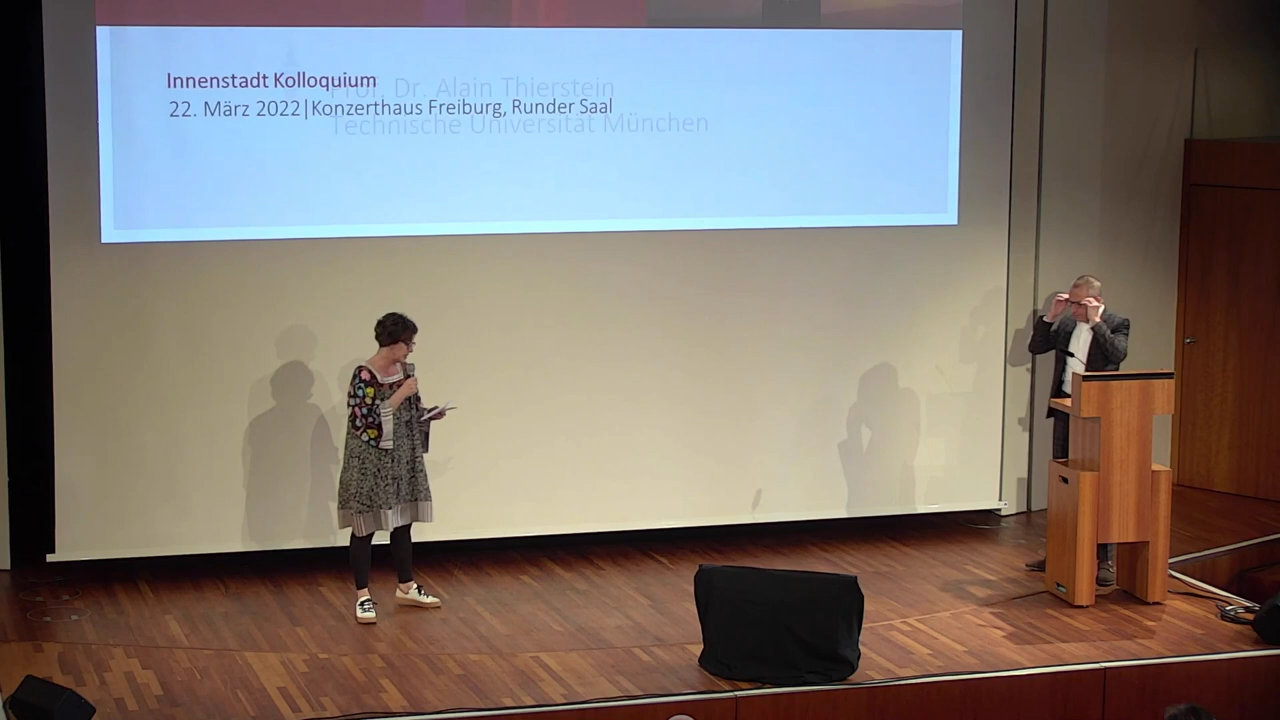 Innenstadt Kolloquium
Prof. Dr. Alain Thierstein
22. März 2022|Konzerthaus Freiburg, Runder Saal
Technische Universität München